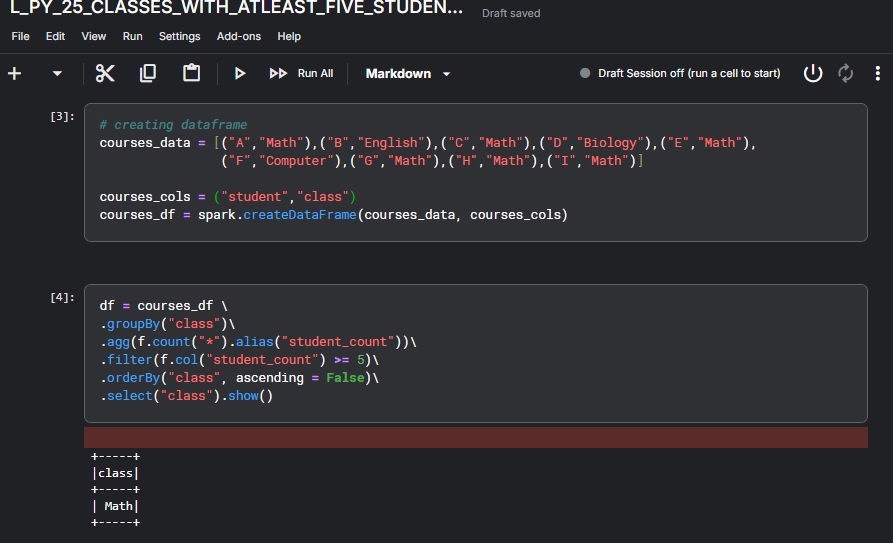 L_PY_25_CLASSES_WITH_ATLEAST_FIVE_STUDEN... Draft saved
File Edit View Run Settings Add-ons Help
+ Run All Markdown Draft Session off (run a cell to start)
[3]:
# creating dataframe
courses_data = [("A","Math"),("B","English"),("C","Math"),("D","Biology"),("E","Math"),
("F","Computer"),("G","Math"),("H","Math"),("I","Math")]
courses_cols = ("student","class")
courses_df = spark.createDataFrame(courses_data, courses_cols)
[4]:
df = courses_df \
.groupBy("class")\
.agg(f.count("*").alias("student_count"))\
.filter(f.col("student_count") >= 5)\
.orderBy("class", ascending = False)\
.select("class").show()
+-----+
|class|
+-----+
| Math|
+-----+